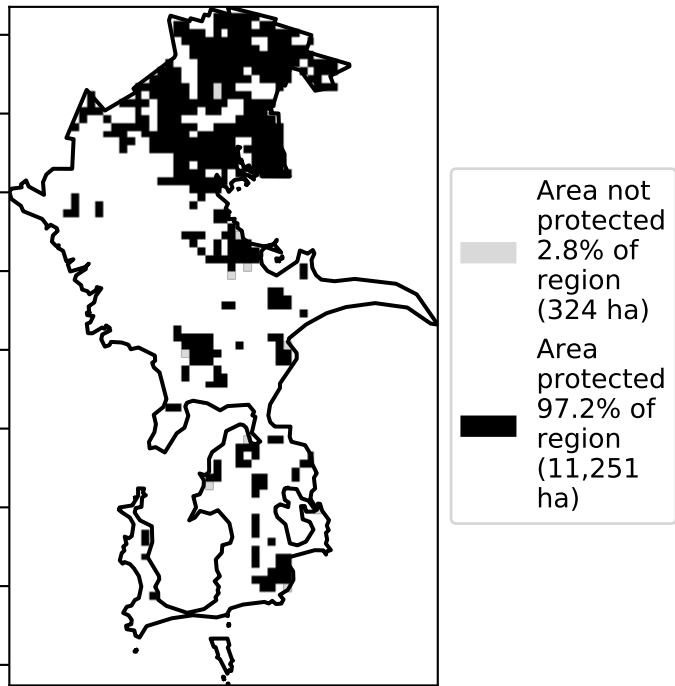 Area not
protected
2.8% of
region
(324 ha)
Area
protected
97.2% of
region
(11,251
ha)